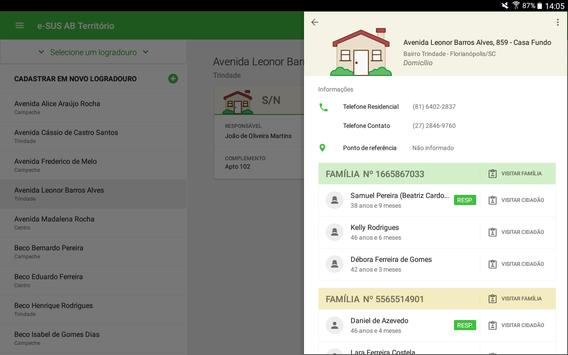 87% 14:05
e-SUS AB Território
Selecione um logradouro
CADASTRAR EM NOVO LOGRADOURO
Avenida Alice Araújo Rocha
Campeche
Avenida Cássio de Castro Santos
Trindade
Avenida Frederico de Melo
Campeche
Avenida Leonor Barros Alves
Trindade
Avenida Madalena Rocha
Centro
Beco Bernardo Pereira
Campeche
Beco Eduardo Ferreira
Centro
Beco Henrique Rodrigues
Trindade
Beco Isabel de Gomes Dias
Campeche
Avenida Leonor Barr
Trindade
S/N
RESPONSÁVEL
João de Oliveira Martins
COMPLEMENTO
Apto 102
Avenida Leonor Barros Alves, 859 - Casa Fundo
Bairro Trindade - Florianópolis/SC
Domicílio
Informações
Telefone Residencial (81) 6402-2837
Telefone Contato (27) 2846-9760
Ponto de referência Não informado
FAMÍLIA Nº 1665867033 VISITAR FAMÍLIA
Samuel Pereira (Beatriz Cardo... RESP. VISITAR CIDADÃO
38 anos e 9 meses
Kelly Rodrigues VISITAR CIDADÃO
46 anos e 6 meses
Débora Ferreira de Gomes VISITAR CIDADÃO
42 anos e 3 meses
FAMÍLIA Nº 5565514901 VISITAR FAMÍLIA
Daniel de Azevedo RESP. VISITAR CIDADÃO
46 anos e 4 meses
Lara Ferreira Costela